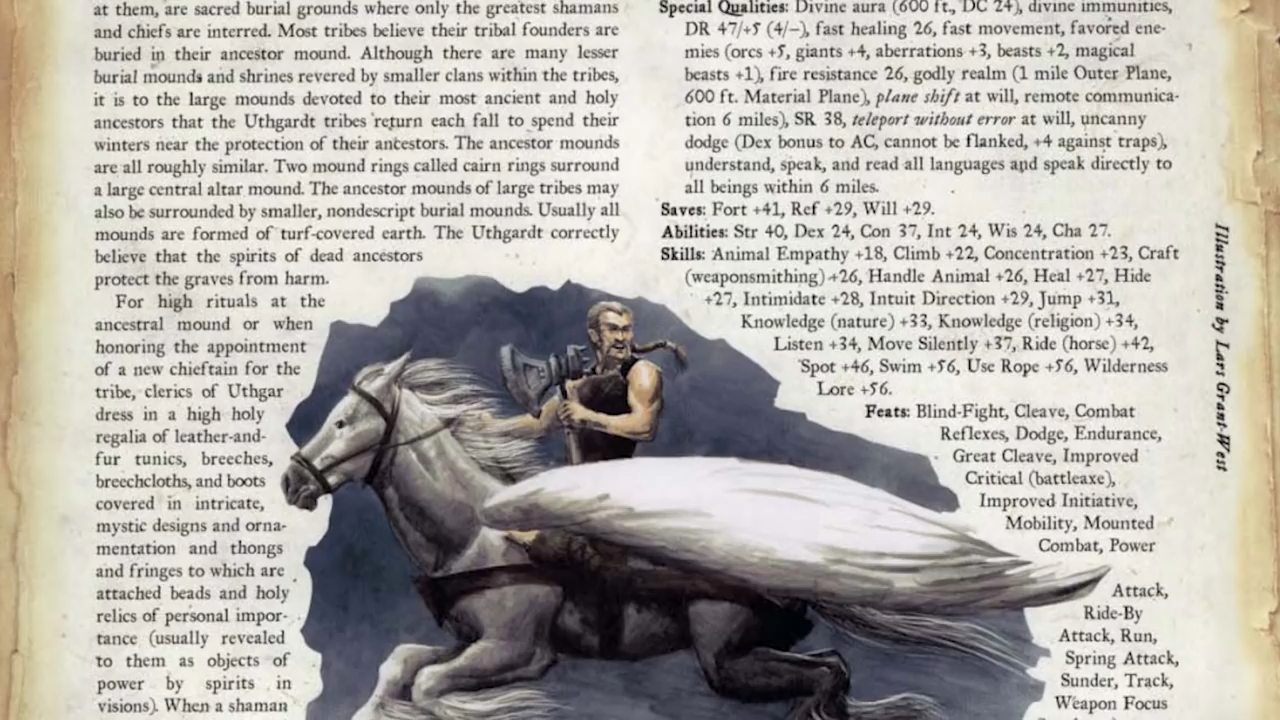 at them, are sacred burial grounds where only the greatest shamans
and chiefs are interred. Most tribes believe their tribal founders are
buried in their ancestor mound. Although there are many lesser
burial mounds and shrines revered by smaller clans within the tribes,
it is to the large mounds devoted to their most ancient and holy
ancestors that the Uthgardt tribes return each fall to spend their
winters near the protection of their ancestors. The ancestor mounds
are all roughly similar. Two mound rings called cairn rings surround
a large central altar mound. The ancestor mounds of large tribes may
also be surrounded by smaller, nondescript burial mounds. Usually all
mounds are formed of turf-covered earth. The Uthgardt correctly
believe that the spirits of dead ancestors
protect the graves from harm.
For high rituals at the
ancestral mound or when
honoring the appointment
of a new chieftain for the
tribe, clerics of Uthgar
dress in a high holy
regalia of leather-and-
fur tunics, breeches,
breechcloths, and boots
covered in intricate,
mystic designs and orna-
mentation and thongs
and fringes to which are
attached beads and holy
relics of personal impor-
tance (usually revealed
to them as objects of
power by spirits in
visions). When a shaman
Special Qualities: Divine aura (600 ft., DC 24), divine immunities,
DR 47/+5 (4/–), fast healing 26, fast movement, favored ene-
mies (orcs +5, giants +4, aberrations +3, beasts +2, magical
beasts +1), fire resistance 26, godly realm (1 mile Outer Plane,
600 ft. Material Plane), plane shift at will, remote communica-
tion 6 miles), SR 38, teleport without error at will, uncanny
dodge (Dex bonus to AC, cannot be flanked, +4 against traps),
understand, speak, and read all languages and speak directly to
all beings within 6 miles.
Saves: Fort +41, Ref +29, Will +29.
Abilities: Str 40, Dex 24, Con 37, Int 24, Wis 24, Cha 27.
Skills: Animal Empathy +18, Climb +22, Concentration +23, Craft
(weaponsmithing) +26, Handle Animal +26, Heal +27, Hide
+27, Intimidate +28, Intuit Direction +29, Jump +31,
Knowledge (nature) +33, Knowledge (religion) +34,
Listen +34, Move Silently +37, Ride (horse) +42,
Spot +46, Swim +56, Use Rope +56, Wilderness
Lore +56.
Feats: Blind-Fight, Cleave, Combat
Reflexes, Dodge, Endurance,
Great Cleave, Improved
Critical (battleaxe),
Improved Initiative,
Mobility, Mounted
Combat, Power
Attack,
Ride-By
Attack, Run,
Spring Attack,
Sunder, Track,
Weapon Focus
Illustration by Lars Grant-West